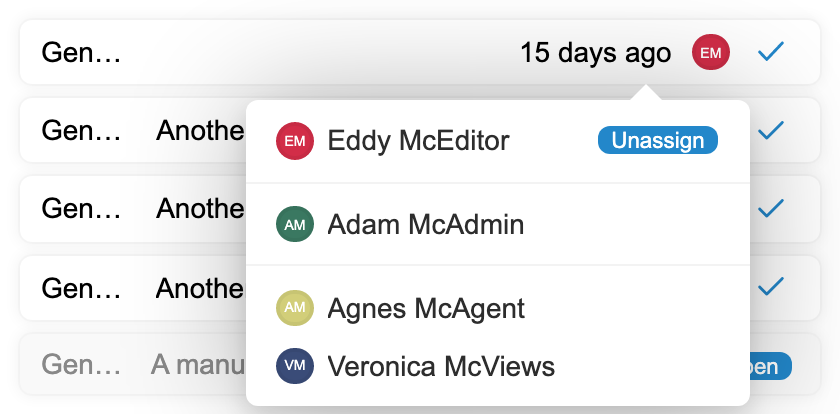 Gen… 15 days ago EM
Gen… Anothe
EM Eddy McEditor Unassign
Gen… Anothe
AM Adam McAdmin
Gen… Anothe
AM Agnes McAgent
Gen… A manu
VM Veronica McViews
pen